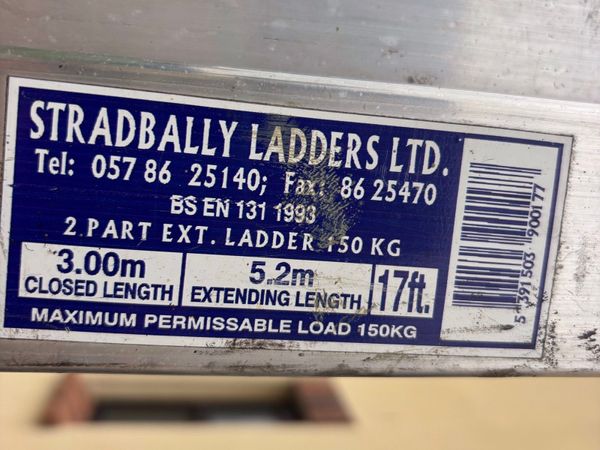 STRADBALLY LADDERS LTD.
Tel: 057 86 25140; Fax: 86 25470
BS EN 131 1993
2 PART EXT. LADDER 150 KG
3.00m
CLOSED LENGTH
5.2m
EXTENDING LENGTH
17ft.
MAXIMUM PERMISSABLE LOAD 150KG
5 391503 900177